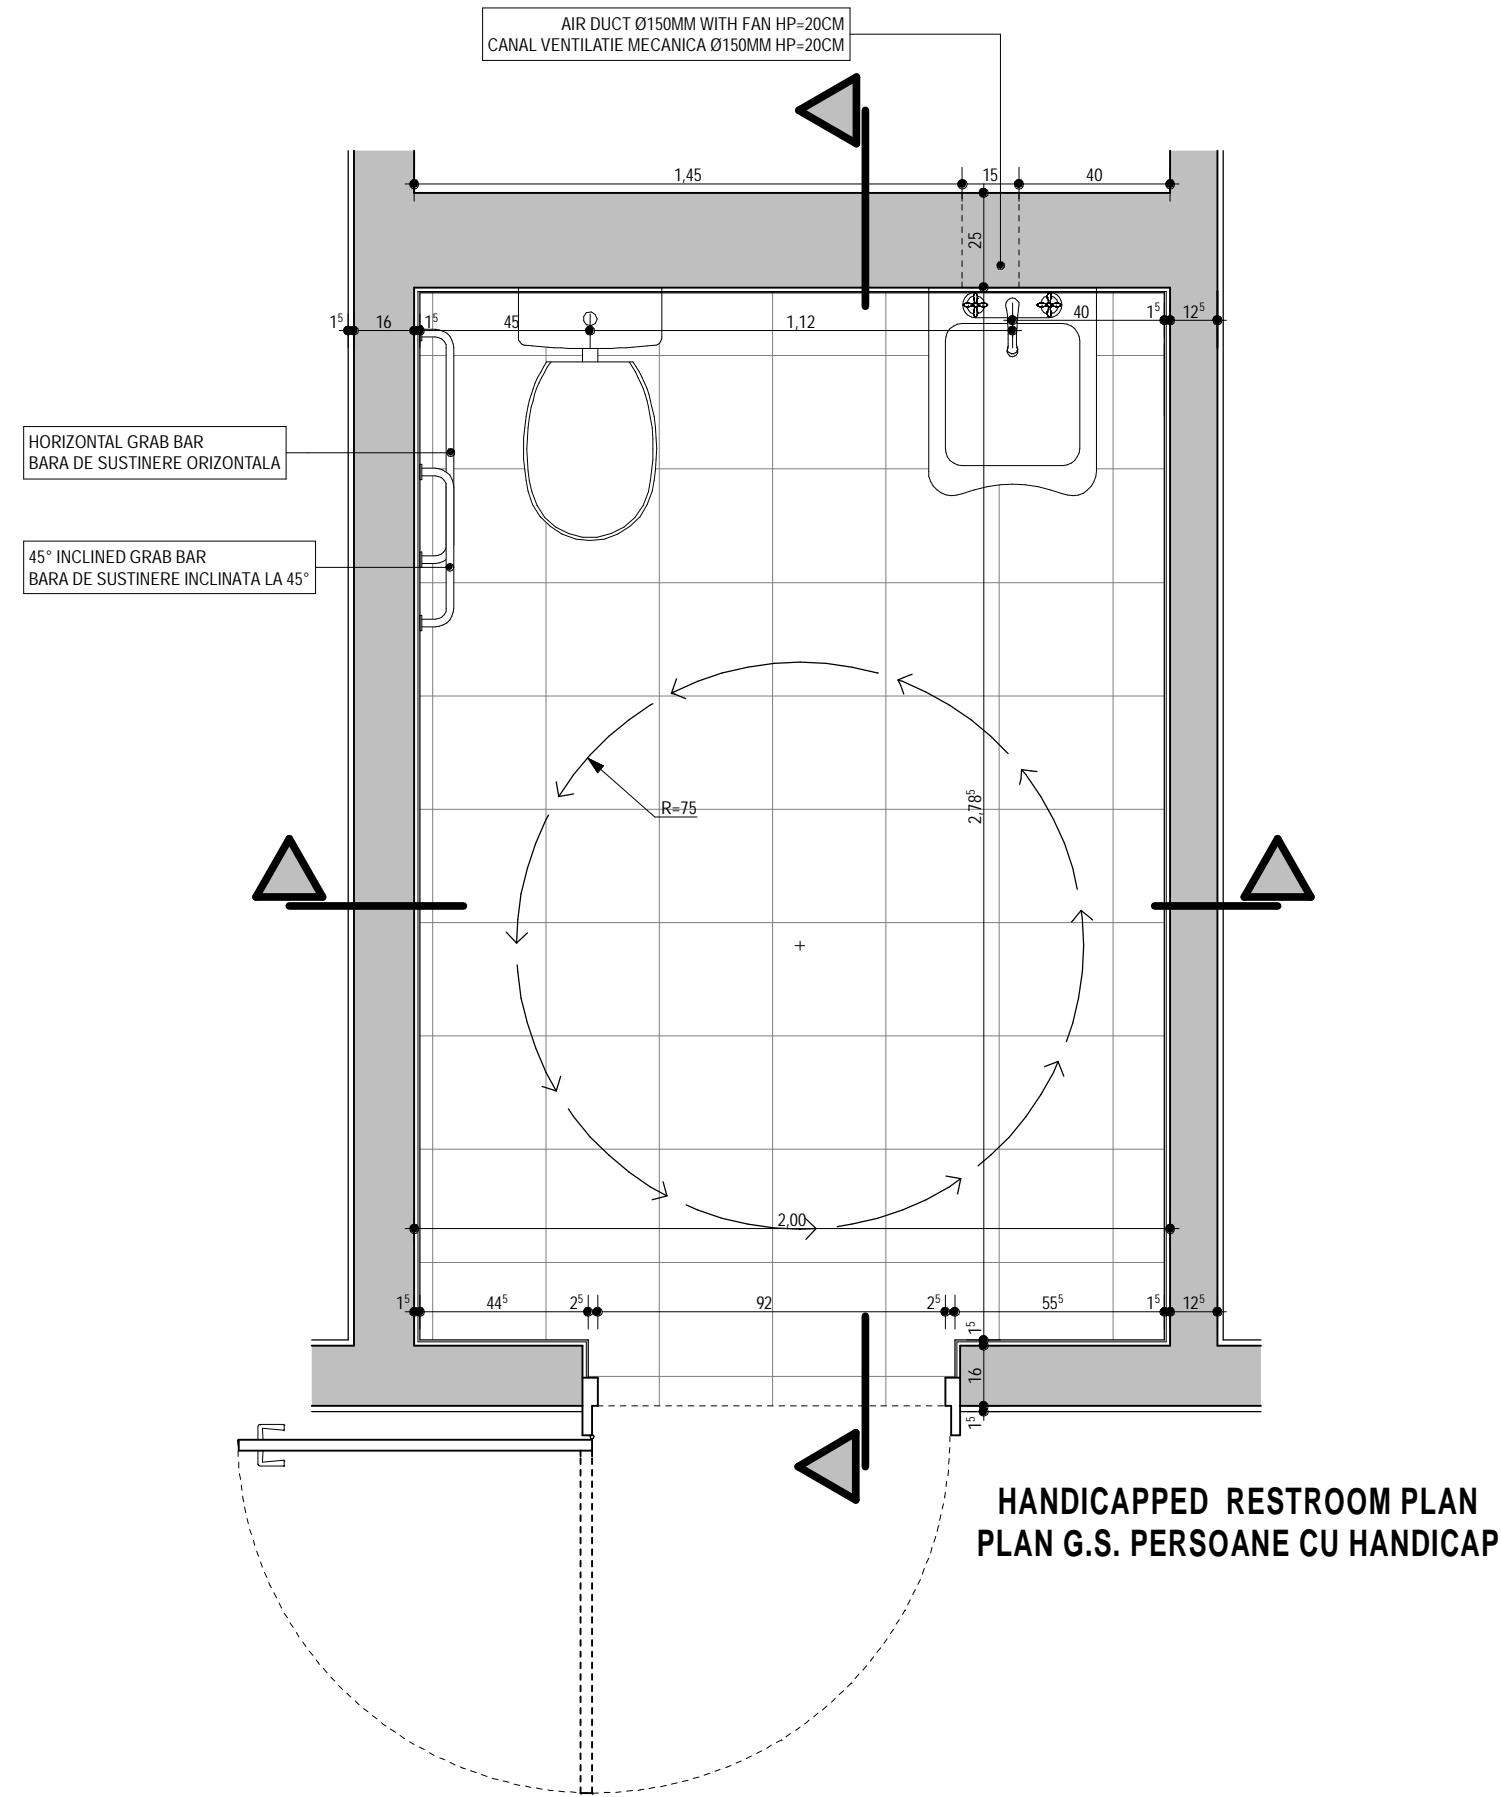 AIR DUCT Ø150MM WITH FAN HP=20CM
CANAL VENTILATIE MECANICA Ø150MM HP=20CM
1,45
15
40
25
1⁵
16
1⁵
45
1,12
40
1⁵
12⁵
HORIZONTAL GRAB BAR
BARA DE SUSTINERE ORIZONTALA
45° INCLINED GRAB BAR
BARA DE SUSTINERE INCLINATA LA 45°
R=75
2,78⁵
2,00
1⁵
44⁵
2⁵
92
2⁵
55⁵
1⁵
12⁵
1⁵
16
1⁵
HANDICAPPED RESTROOM PLAN
PLAN G.S. PERSOANE CU HANDICAP